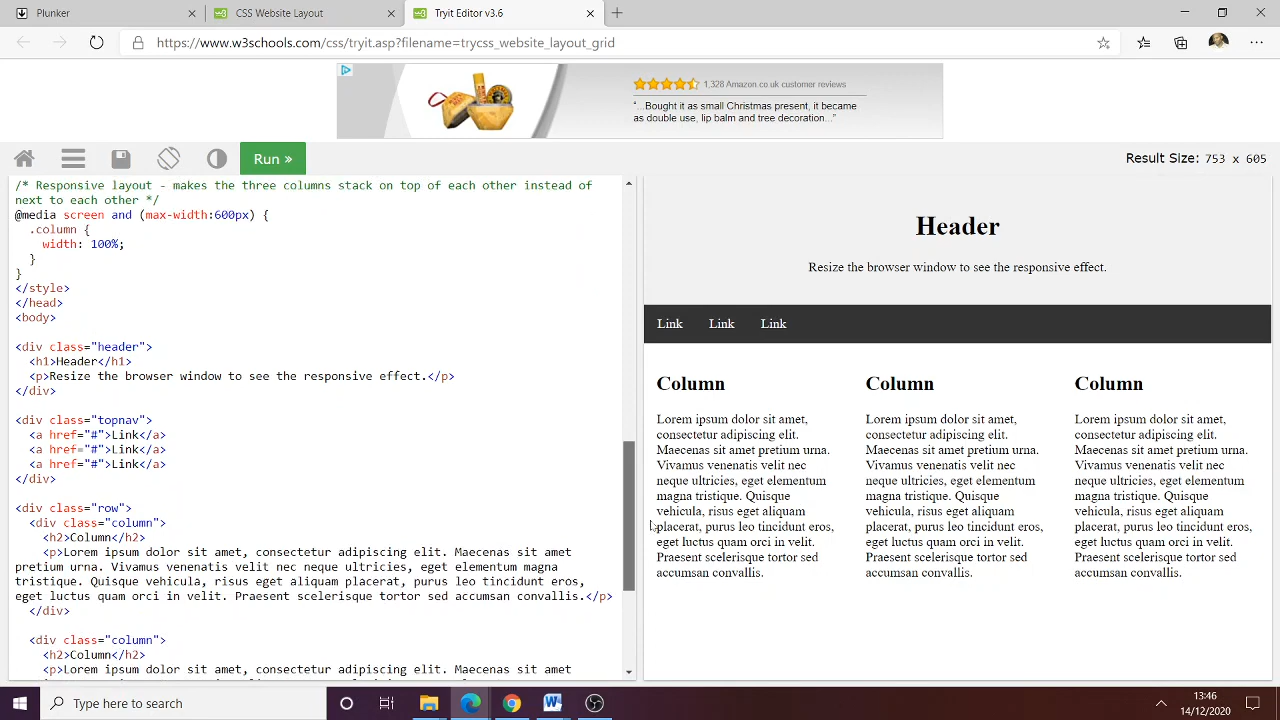 Plunker
CSS Website Layout
Tryit Editor v3.6
https://www.w3schools.com/css/tryit.asp?filename=trycss_website_layout_grid
1,328 Amazon.co.uk customer reviews
"...Bought it as small Christmas present, it became
as double use, lip balm and tree decoration..."
Run »
Result Size: 753 x 605
/* Responsive layout - makes the three columns stack on top of each other instead of
next to each other */
@media screen and (max-width:600px) {
.column {
width: 100%;
}
}
</style>
</head>
<body>
<div class="header">
<h1>Header</h1>
<p>Resize the browser window to see the responsive effect.</p>
</div>
<div class="topnav">
<a href="#">Link</a>
<a href="#">Link</a>
<a href="#">Link</a>
</div>
<div class="row">
<div class="column">
<h2>Column</h2>
<p>Lorem ipsum dolor sit amet, consectetur adipiscing elit. Maecenas sit amet
pretium urna. Vivamus venenatis velit nec neque ultricies, eget elementum magna
tristique. Quisque vehicula, risus eget aliquam placerat, purus leo tincidunt eros,
eget luctus quam orci in velit. Praesent scelerisque tortor sed accumsan convallis.</p>
</div>
<div class="column">
<h2>Column</h2>
<p>Lorem ipsum dolor sit amet, consectetur adipiscing elit. Maecenas sit amet
Header
Resize the browser window to see the responsive effect.
Link Link Link
Column
Lorem ipsum dolor sit amet,
consectetur adipiscing elit.
Maecenas sit amet pretium urna.
Vivamus venenatis velit nec
neque ultricies, eget elementum
magna tristique. Quisque
vehicula, risus eget aliquam
placerat, purus leo tincidunt eros,
eget luctus quam orci in velit.
Praesent scelerisque tortor sed
accumsan convallis.
Column
Lorem ipsum dolor sit amet,
consectetur adipiscing elit.
Maecenas sit amet pretium urna.
Vivamus venenatis velit nec
neque ultricies, eget elementum
magna tristique. Quisque
vehicula, risus eget aliquam
placerat, purus leo tincidunt eros,
eget luctus quam orci in velit.
Praesent scelerisque tortor sed
accumsan convallis.
Column
Lorem ipsum dolor sit amet,
consectetur adipiscing elit.
Maecenas sit amet pretium urna.
Vivamus venenatis velit nec
neque ultricies, eget elementum
magna tristique. Quisque
vehicula, risus eget aliquam
placerat, purus leo tincidunt eros,
eget luctus quam orci in velit.
Praesent scelerisque tortor sed
accumsan convallis.
Type here to search
13:46
14/12/2020